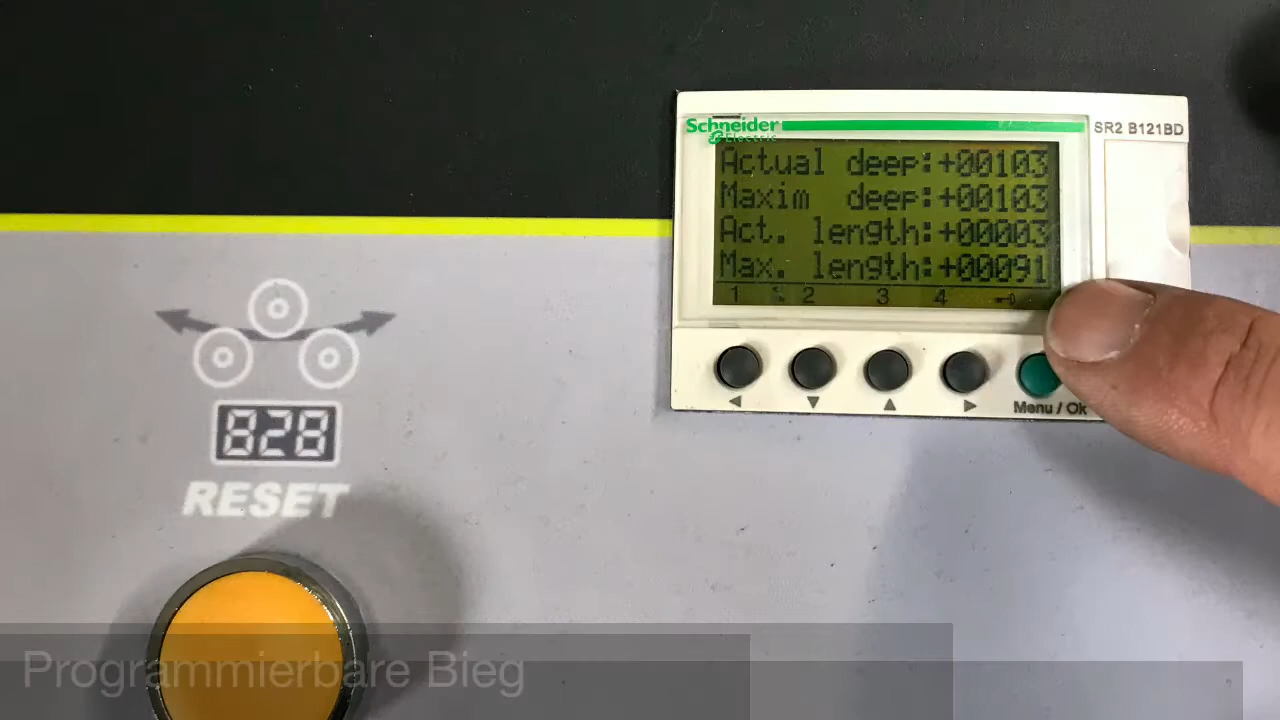 Schneider
Electric
SR2 B121BD
Actual deep:+00103
Maxim deep:+00103
Act. length:+00003
Max. length:+00091
1 2 3 4
Menu / Ok
828
RESET
Programmierbare Bieg